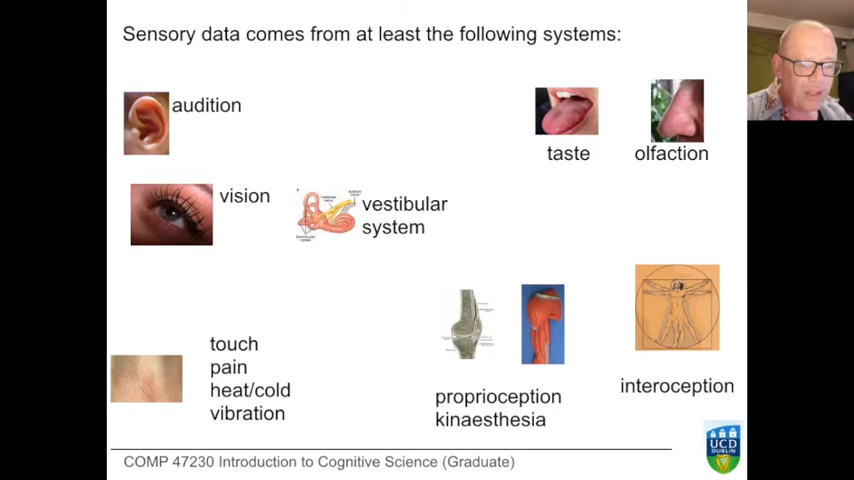 Sensory data comes from at least the following systems:
audition
taste
olfaction
vision
vestibular
system
touch
pain
heat/cold
vibration
proprioception
kinaesthesia
interoception
COMP 47230 Introduction to Cognitive Science (Graduate)
UCD
DUBLIN